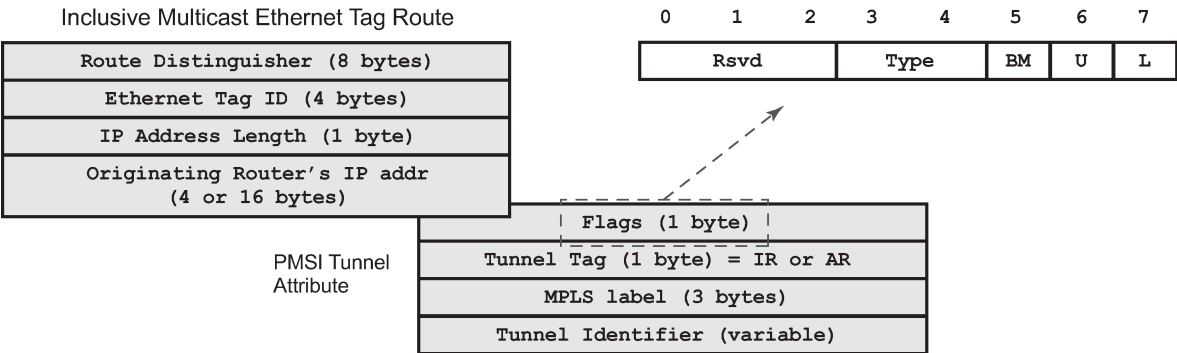 Inclusive Multicast Ethernet Tag Route
Route Distinguisher (8 bytes)
Ethernet Tag ID (4 bytes)
IP Address Length (1 byte)
Originating Router's IP addr
(4 or 16 bytes)
0 1 2 3 4 5 6 7
Rsvd Type BM U L
PMSI Tunnel
Attribute
Flags (1 byte)
Tunnel Tag (1 byte) = IR or AR
MPLS label (3 bytes)
Tunnel Identifier (variable)